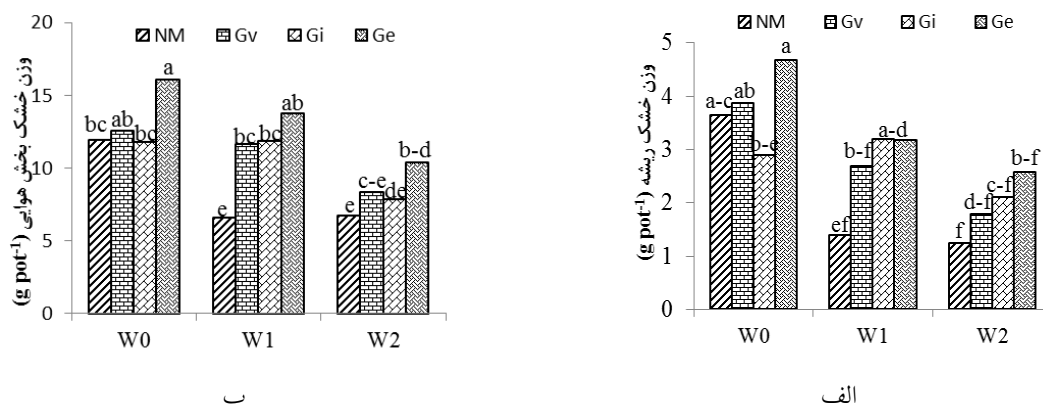 وزن خشک بخش هوایی (g pot-1)
20
15
10
5
0
NM Gv Gi Ge
bc ab bc a
e bc bc ab
e c-e de b-d
W0 W1 W2
ب
وزن خشک ریشه (g pot-1)
5
4
3
2
1
0
NM Gv Gi Ge
a-c ab b-e a
ef b-f a-d
f d-f c-f b-f
W0 W1 W2
الف